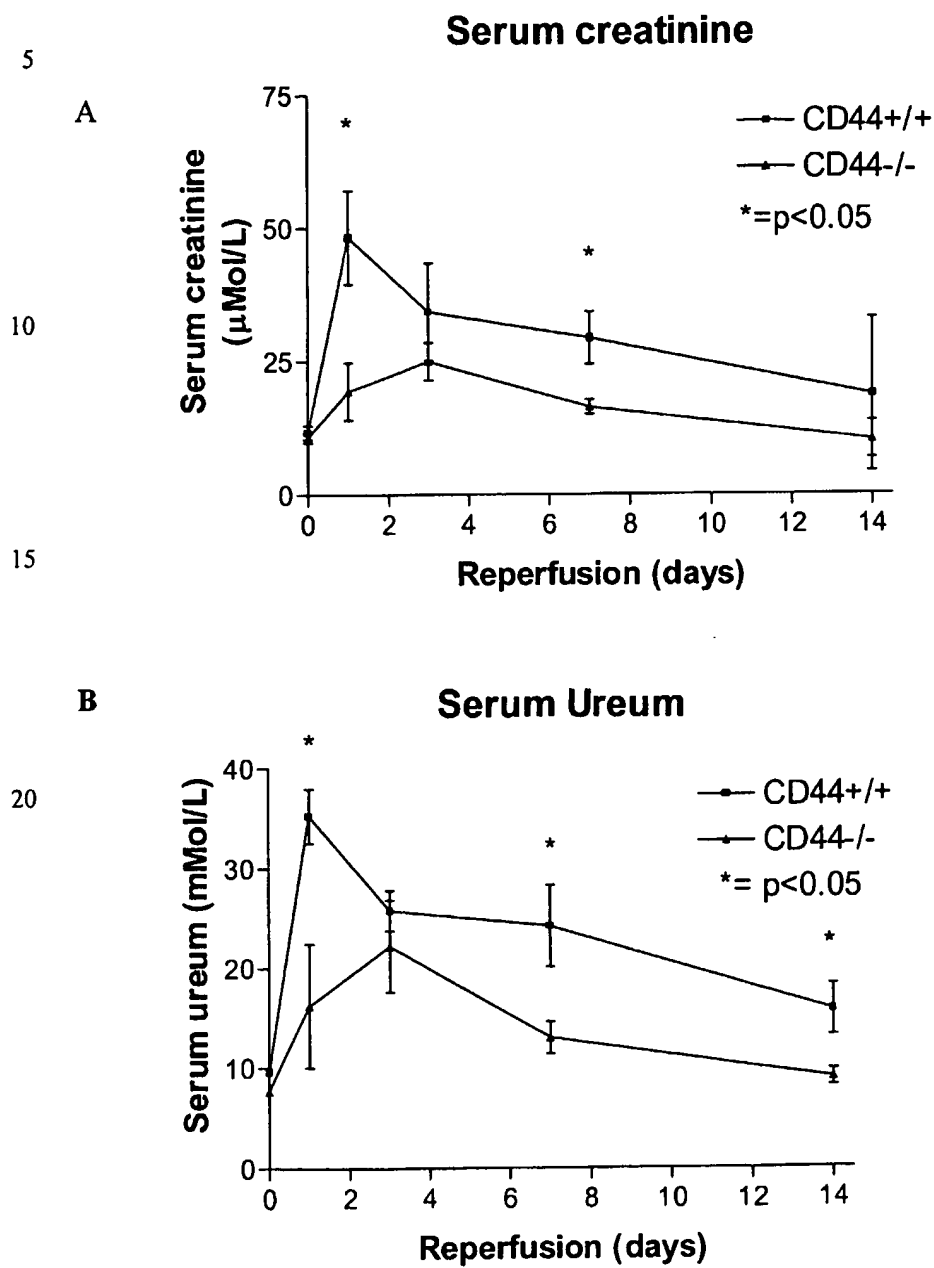 Serum creatinine
5
A
75
50
25
0
Serum creatinine
(µMol/L)
*
*
CD44+/+
CD44-/-
*=p<0.05
10
0 2 4 6 8 10 12 14
15
Reperfusion (days)
B
Serum Ureum
20
40
30
20
10
0
Serum ureum (mMol/L)
*
*
*
CD44+/+
CD44-/-
*= p<0.05
0 2 4 6 8 10 12 14
Reperfusion (days)